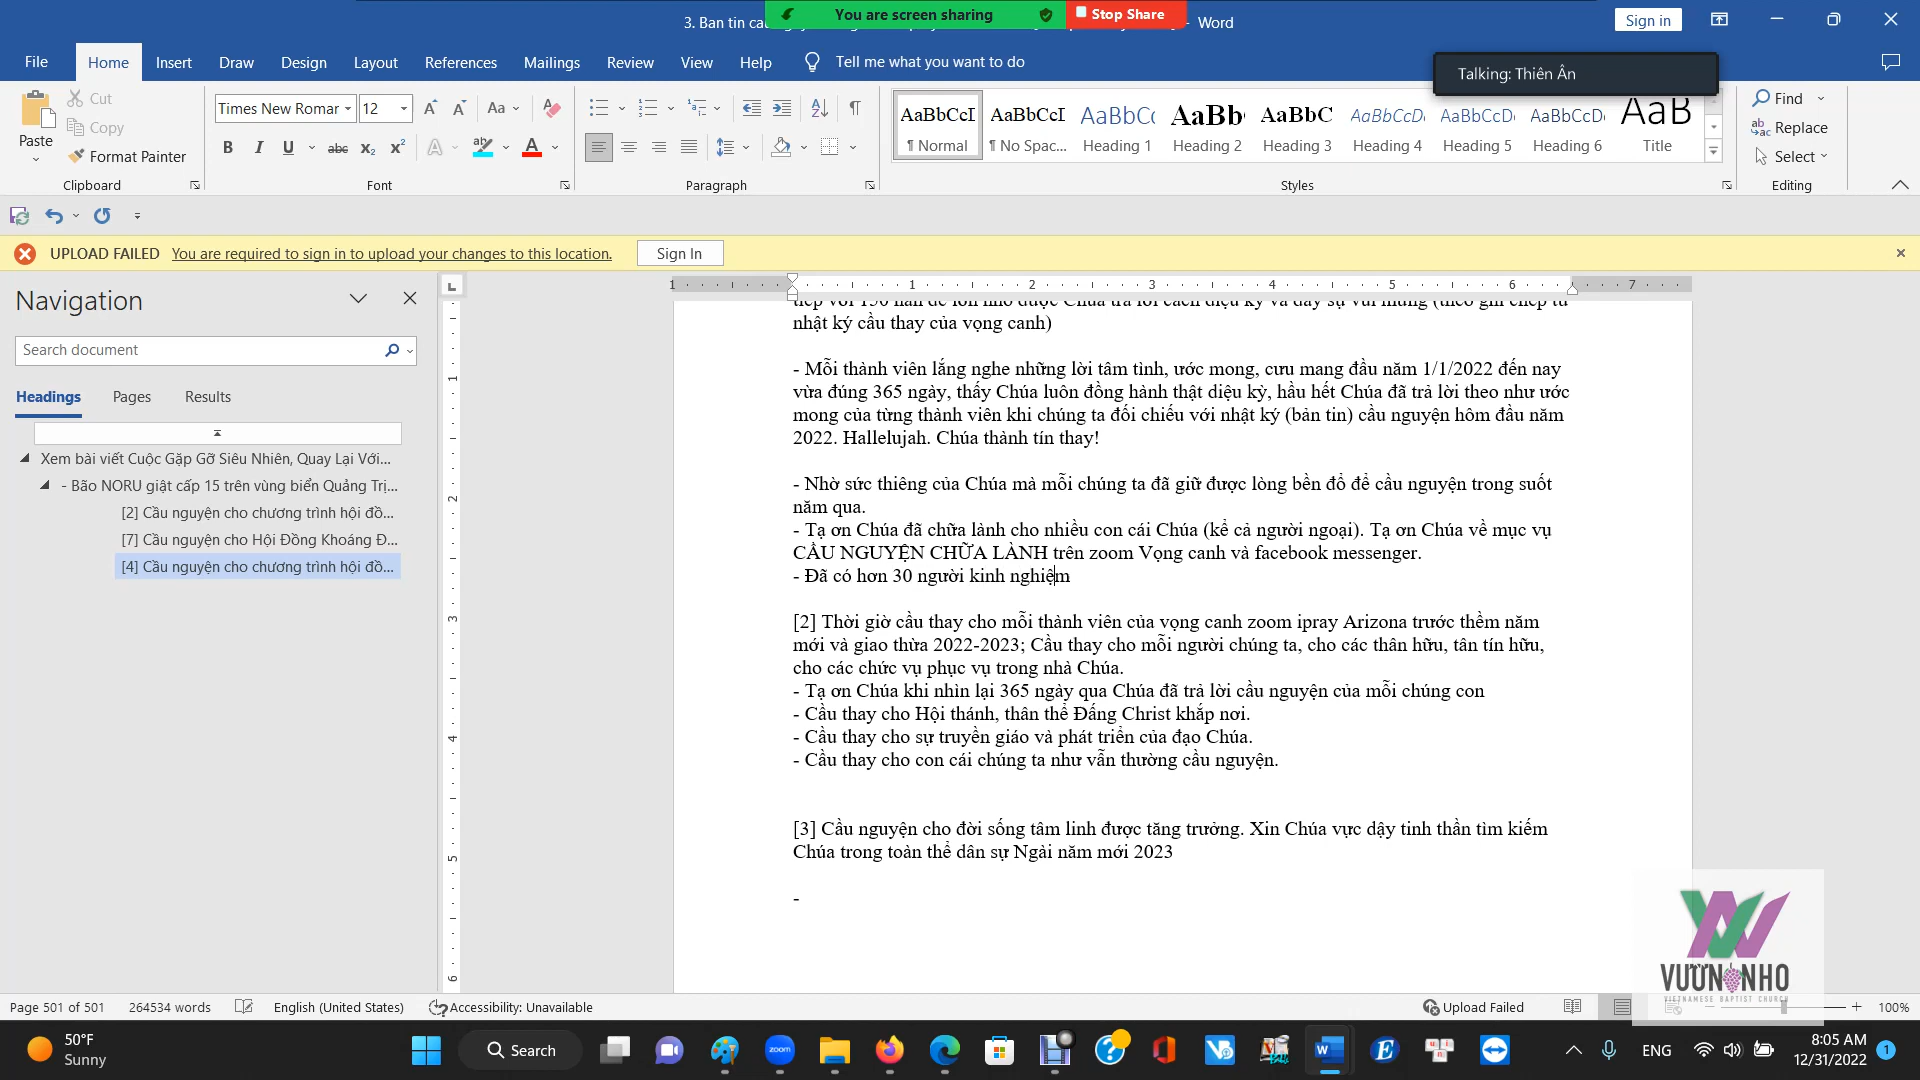 You are screen sharing
Stop Share
Word
Sign in
Talking: Thiên Ân
File Home Insert Draw Design Layout References Mailings Review View Help Tell me what you want to do
Paste
Cut
Copy
Format Painter
Clipboard
Times New Romar 12
Font
Paragraph
AaBbCcI AaBbCcI AaBbCc AaBb AaBbC AaBbCcD AaBbCcD AaBbCcD AaB
¶ Normal ¶ No Spac... Heading 1 Heading 2 Heading 3 Heading 4 Heading 5 Heading 6 Title
Styles
Find
Replace
Select
Editing
UPLOAD FAILED You are required to sign in to upload your changes to this location. Sign In
Navigation
Search document
Headings Pages Results
Xem bài viết Cuộc Gặp Gỡ Siêu Nhiên, Quay Lại Với...
- Bão NORU giật cấp 15 trên vùng biển Quảng Trị,...
[2] Cầu nguyện cho chương trình hội đồ...
[7] Cầu nguyện cho Hội Đồng Khoáng Đ...
[4] Cầu nguyện cho chương trình hội đồ...
nhật ký cầu thay của vọng canh)
- Mỗi thành viên lắng nghe những lời tâm tình, ước mong, cưu mang đầu năm 1/1/2022 đến nay
vừa đúng 365 ngày, thấy Chúa luôn đồng hành thật diệu kỳ, hầu hết Chúa đã trả lời theo như ước
mong của từng thành viên khi chúng ta đối chiếu với nhật ký (bản tin) cầu nguyện hôm đầu năm
2022. Hallelujah. Chúa thành tín thay!
- Nhờ sức thiêng của Chúa mà mỗi chúng ta đã giữ được lòng bền đổ để cầu nguyện trong suốt
năm qua.
- Tạ ơn Chúa đã chữa lành cho nhiều con cái Chúa (kể cả người ngoại). Tạ ơn Chúa về mục vụ
CẦU NGUYỆN CHỮA LÀNH trên zoom Vọng canh và facebook messenger.
- Đã có hơn 30 người kinh nghiệm
[2] Thời giờ cầu thay cho mỗi thành viên của vọng canh zoom ipray Arizona trước thềm năm
mới và giao thừa 2022-2023; Cầu thay cho mỗi người chúng ta, cho các thân hữu, tân tín hữu,
cho các chức vụ phục vụ trong nhà Chúa.
- Tạ ơn Chúa khi nhìn lại 365 ngày qua Chúa đã trả lời cầu nguyện của mỗi chúng con
- Cầu thay cho Hội thánh, thân thể Đấng Christ khắp nơi.
- Cầu thay cho sự truyền giáo và phát triển của đạo Chúa.
- Cầu thay cho con cái chúng ta như vẫn thường cầu nguyện.
[3] Cầu nguyện cho đời sống tâm linh được tăng trưởng. Xin Chúa vực dậy tinh thần tìm kiếm
Chúa trong toàn thể dân sự Ngài năm mới 2023
-
VUONNHO
VIETNAMESE BAPTIST CHURCH
Page 501 of 501 264534 words English (United States) Accessibility: Unavailable Upload Failed 100%
50°F
Sunny
Search
zoom
ENG
8:05 AM
12/31/2022
1